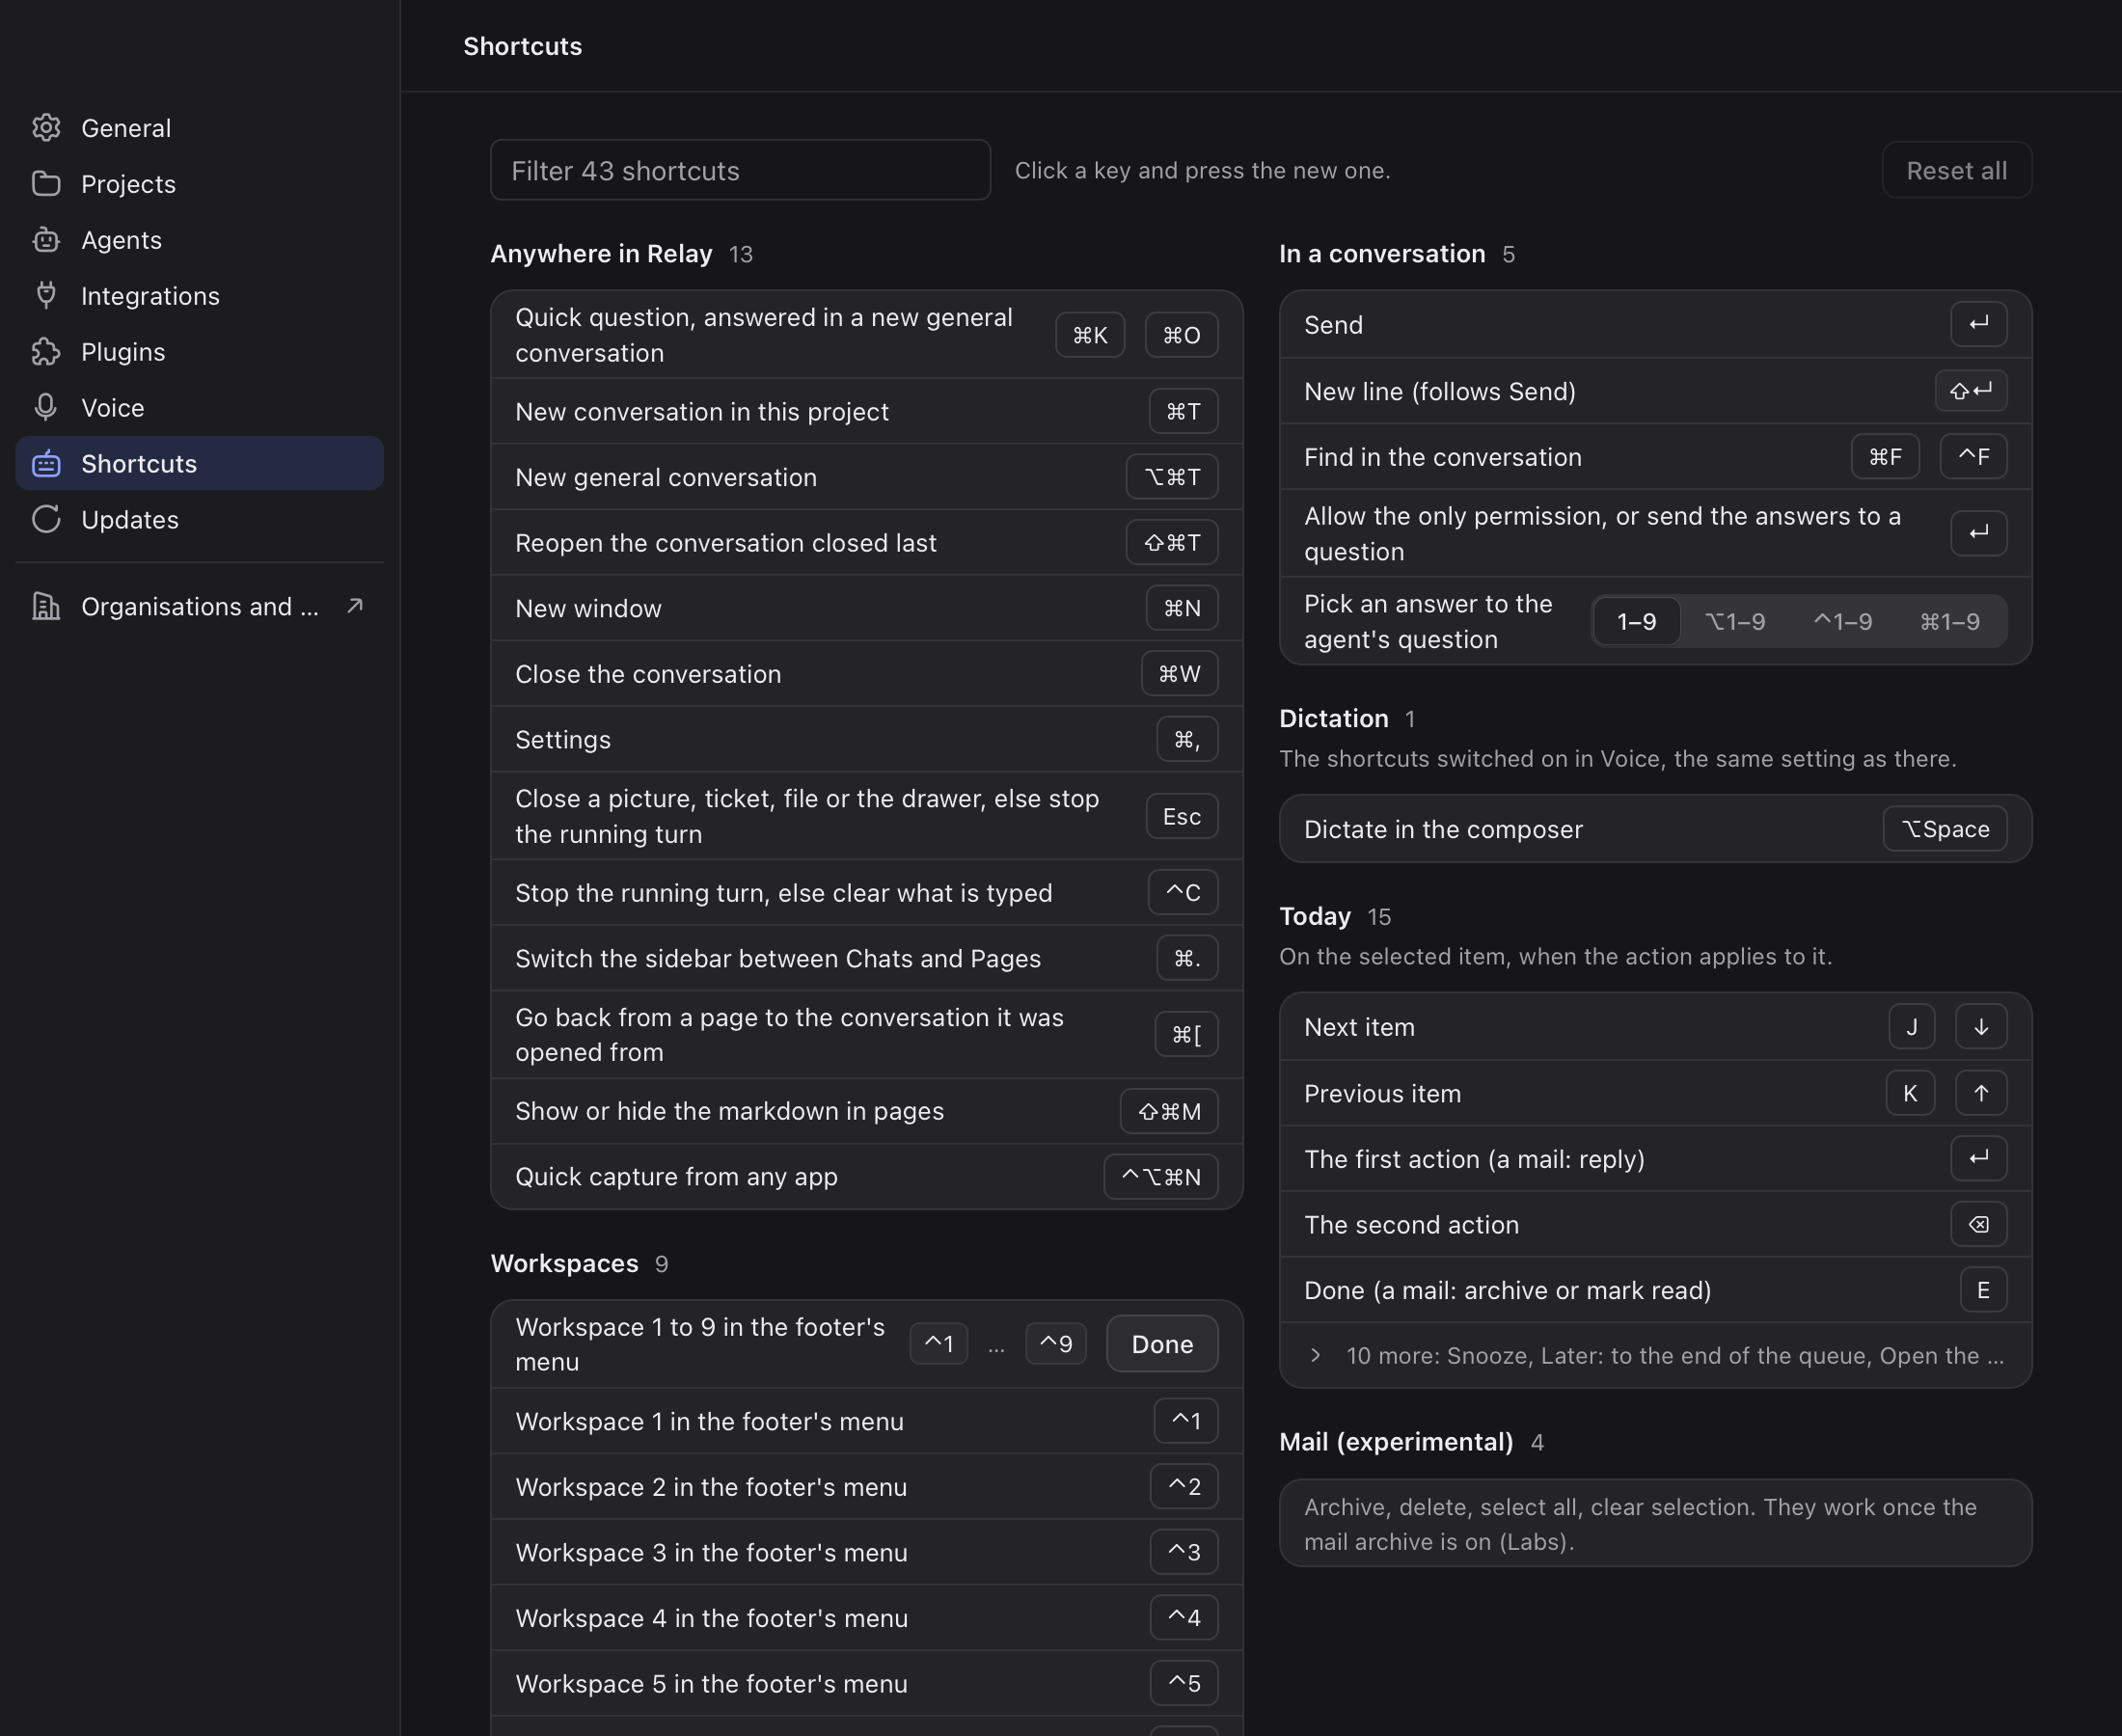 Shortcuts
General
Projects
Agents
Integrations
Plugins
Voice
Shortcuts
Updates
Organisations and ...
Filter 43 shortcuts
Click a key and press the new one.
Reset all
Anywhere in Relay 13
Quick question, answered in a new general
conversation
⌘K ⌘O
New conversation in this project ⌘T
New general conversation ⌥⌘T
Reopen the conversation closed last ⇧⌘T
New window ⌘N
Close the conversation ⌘W
Settings ⌘,
Close a picture, ticket, file or the drawer, else stop
the running turn
Esc
Stop the running turn, else clear what is typed ^C
Switch the sidebar between Chats and Pages ⌘.
Go back from a page to the conversation it was
opened from
⌘[
Show or hide the markdown in pages ⇧⌘M
Quick capture from any app ^⌥⌘N
Workspaces 9
Workspace 1 to 9 in the footer's
menu
^1 ... ^9 Done
Workspace 1 in the footer's menu ^1
Workspace 2 in the footer's menu ^2
Workspace 3 in the footer's menu ^3
Workspace 4 in the footer's menu ^4
Workspace 5 in the footer's menu ^5
In a conversation 5
Send ↵
New line (follows Send) ⇧↵
Find in the conversation ⌘F ^F
Allow the only permission, or send the answers to a
question
↵
Pick an answer to the
agent's question
1–9 ⌥1–9 ^1–9 ⌘1–9
Dictation 1
The shortcuts switched on in Voice, the same setting as there.
Dictate in the composer ⌥Space
Today 15
On the selected item, when the action applies to it.
Next item J ↓
Previous item K ↑
The first action (a mail: reply) ↵
The second action ⌫
Done (a mail: archive or mark read) E
10 more: Snooze, Later: to the end of the queue, Open the ...
Mail (experimental) 4
Archive, delete, select all, clear selection. They work once the
mail archive is on (Labs).